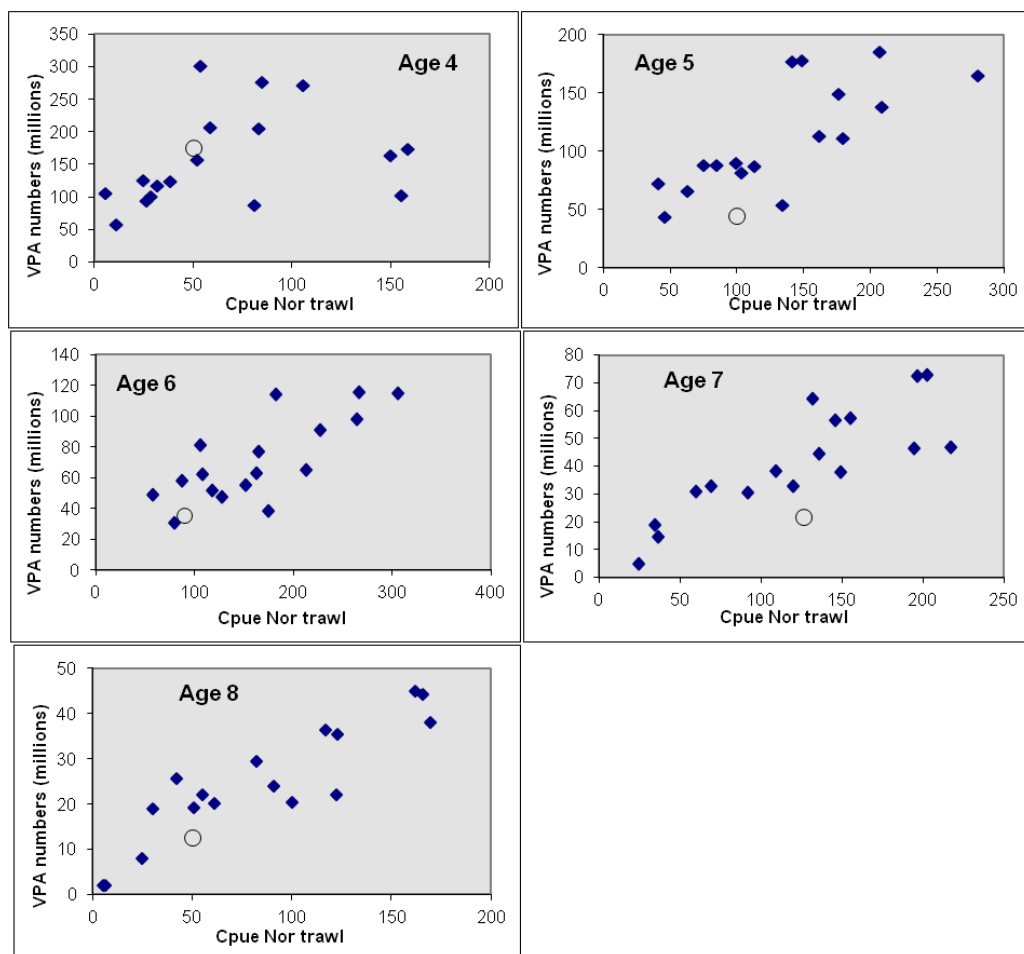 Age 4
VPA numbers (millions)
350
300
250
200
150
100
50
0
0 50 100 150 200
Cpue Nor trawl
Age 5
VPA numbers (millions)
200
150
100
50
0
0 50 100 150 200 250 300
Cpue Nor trawl
Age 6
VPA numbers (millions)
140
120
100
80
60
40
20
0
0 100 200 300 400
Cpue Nor trawl
Age 7
VPA numbers (millions)
80
70
60
50
40
30
20
10
0
0 50 100 150 200 250
Cpue Nor trawl
Age 8
VPA numbers (millions)
50
40
30
20
10
0
0 50 100 150 200
Cpue Nor trawl